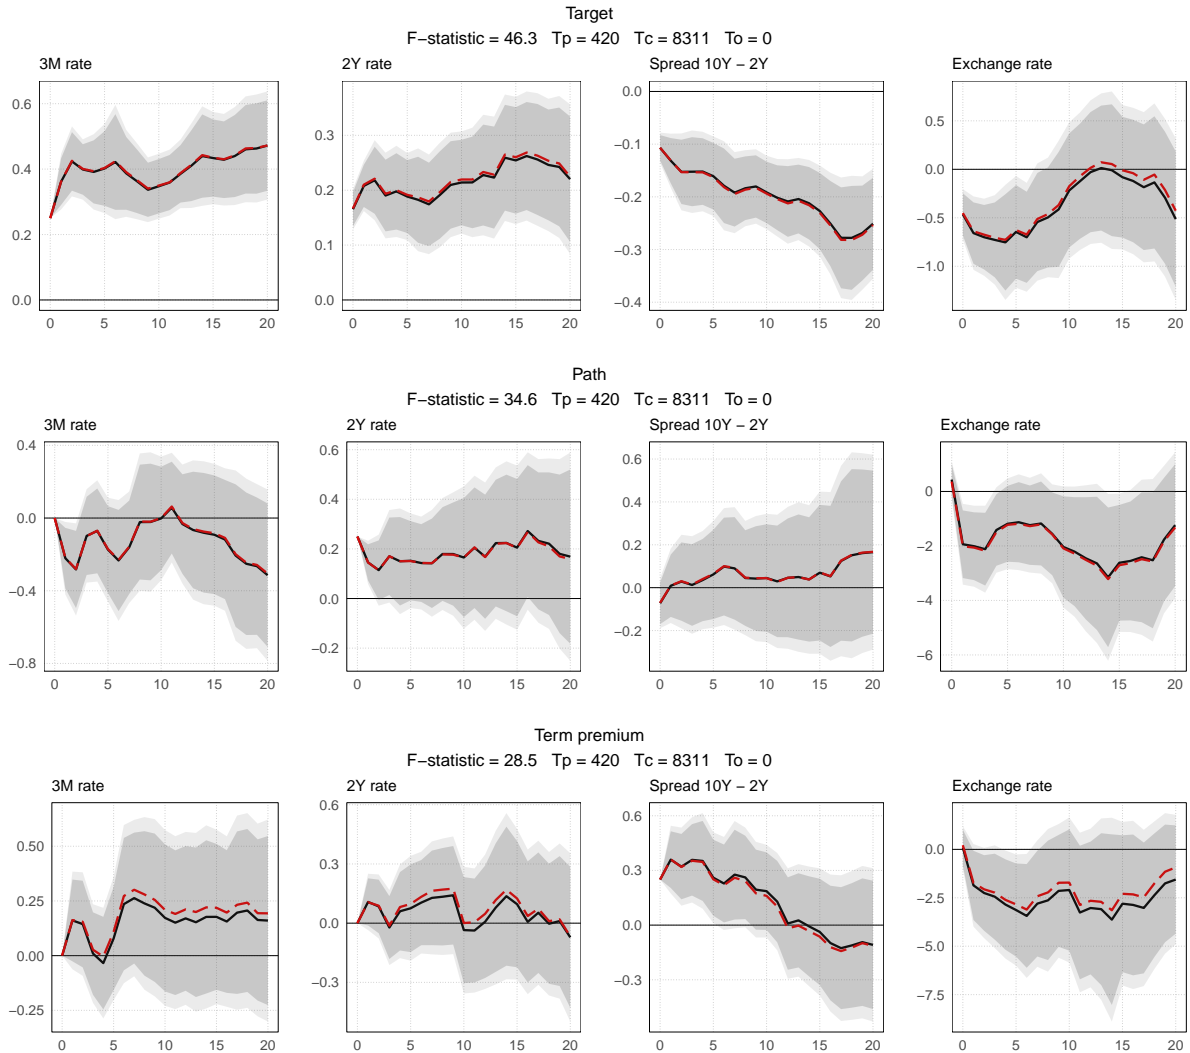 Target
F−statistic = 46.3 Tp = 420 Tc = 8311 To = 0
3M rate
2Y rate
Spread 10Y − 2Y
Exchange rate
0.6
0.4
0.2
0.0
0 5 10 15 20
0.3
0.2
0.1
0.0
0 5 10 15 20
0.0
−0.1
−0.2
−0.3
−0.4
0 5 10 15 20
0.5
0.0
−0.5
−1.0
0 5 10 15 20
Path
F−statistic = 34.6 Tp = 420 Tc = 8311 To = 0
3M rate
2Y rate
Spread 10Y − 2Y
Exchange rate
0.4
0.0
−0.4
−0.8
0 5 10 15 20
0.6
0.4
0.2
0.0
−0.2
0 5 10 15 20
0.6
0.4
0.2
0.0
−0.2
0 5 10 15 20
0
−2
−4
−6
0 5 10 15 20
Term premium
F−statistic = 28.5 Tp = 420 Tc = 8311 To = 0
3M rate
2Y rate
Spread 10Y − 2Y
Exchange rate
0.50
0.25
0.00
−0.25
0 5 10 15 20
0.6
0.3
0.0
−0.3
0 5 10 15 20
0.6
0.3
0.0
−0.3
0 5 10 15 20
0.0
−2.5
−5.0
−7.5
0 5 10 15 20